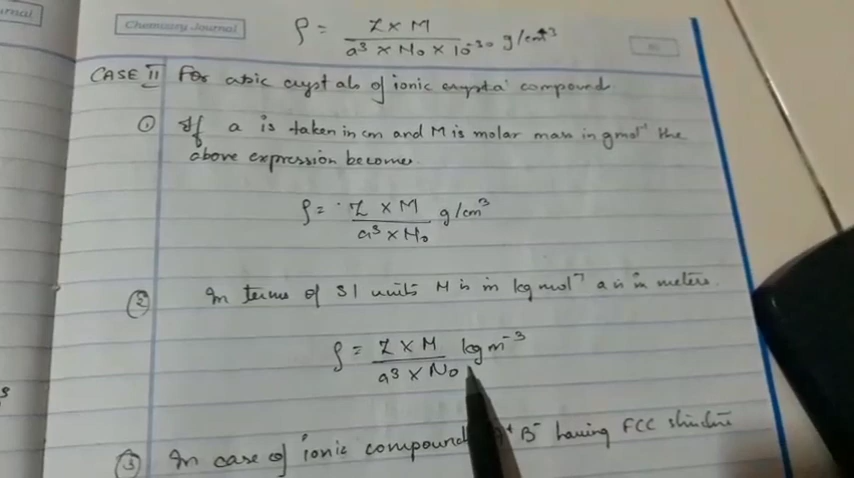 Chemistry Journal
ρ = Z × M / a³ × N₀ × 10⁻³⁰ g/cm³
CASE II For cubic crystals of ionic crystal compound
① If a is taken in cm and M is molar mass in gmol⁻¹ the
above expression becomes
ρ = Z × M / a³ × N₀ g/cm³
② In terms of SI units M is in kg mol⁻¹ a is in meters.
ρ = Z × M / a³ × N₀ kg m⁻³
③ In case of ionic compound B⁻ having FCC structure